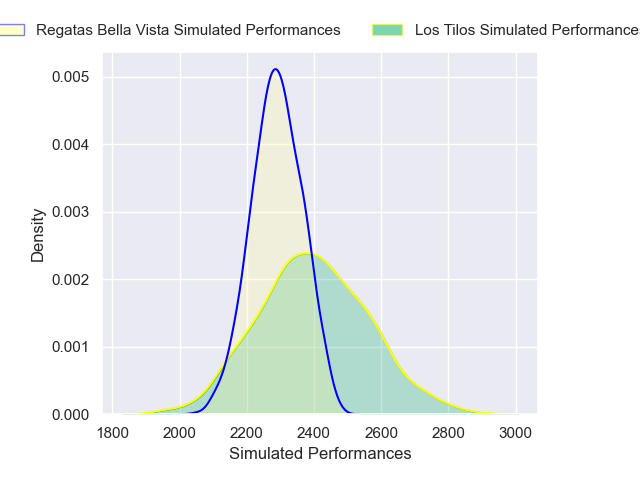 Regatas Bella Vista Simulated Performances
Los Tilos Simulated Performances
0.005
0.004
0.003
0.002
0.001
0.000
Density
1800 2000 2200 2400 2600 2800 3000
Simulated Performances